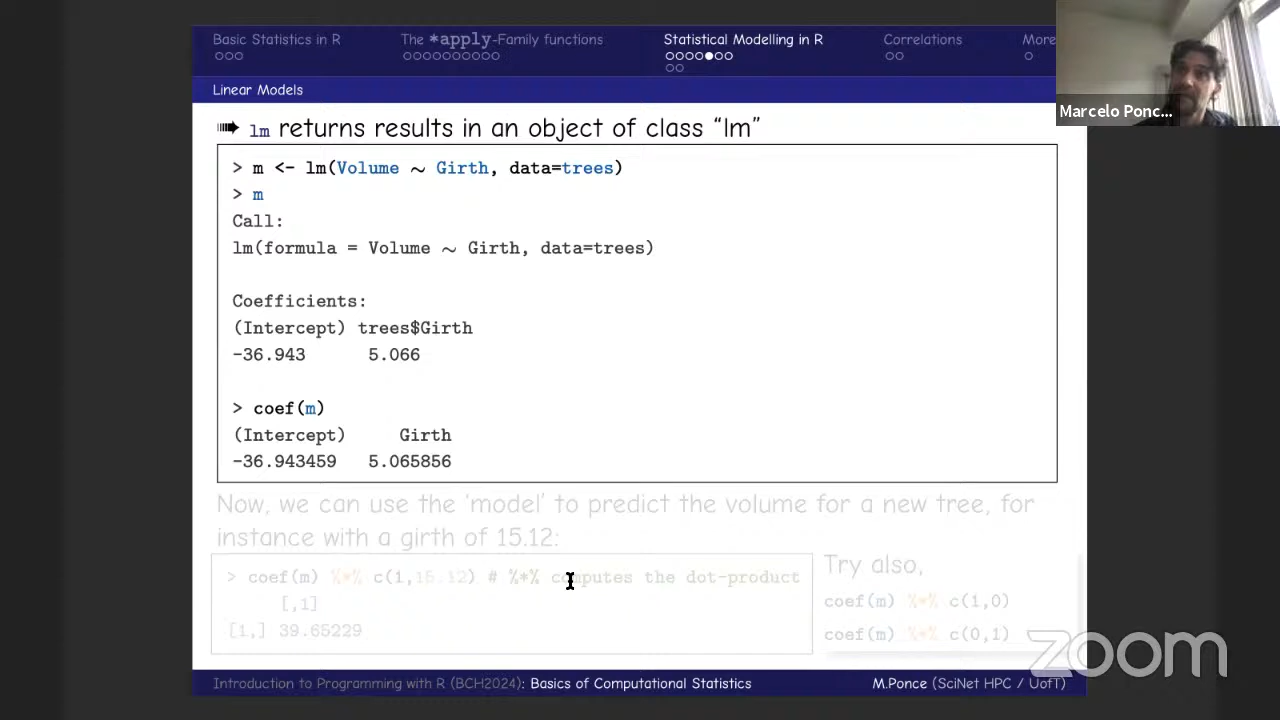 Basic Statistics in R
The *apply-Family functions
Statistical Modelling in R
Correlations
More
Linear Models
Marcelo Ponc...
lm returns results in an object of class “lm”
> m <- lm(Volume ~ Girth, data=trees)
> m
Call:
lm(formula = Volume ~ Girth, data=trees)
Coefficients:
(Intercept) trees$Girth
-36.943 5.066
> coef(m)
(Intercept) Girth
-36.943459 5.065856
Now, we can use the ‘model’ to predict the volume for a new tree, for
instance with a girth of 15.12:
> coef(m) %*% c(1,15.12) # %*% computes the dot-product
[,1]
[1,] 39.65229
Try also,
coef(m) %*% c(1,0)
coef(m) %*% c(0,1)
zoom
Introduction to Programming with R (BCH2024): Basics of Computational Statistics
M.Ponce (SciNet HPC / UofT)